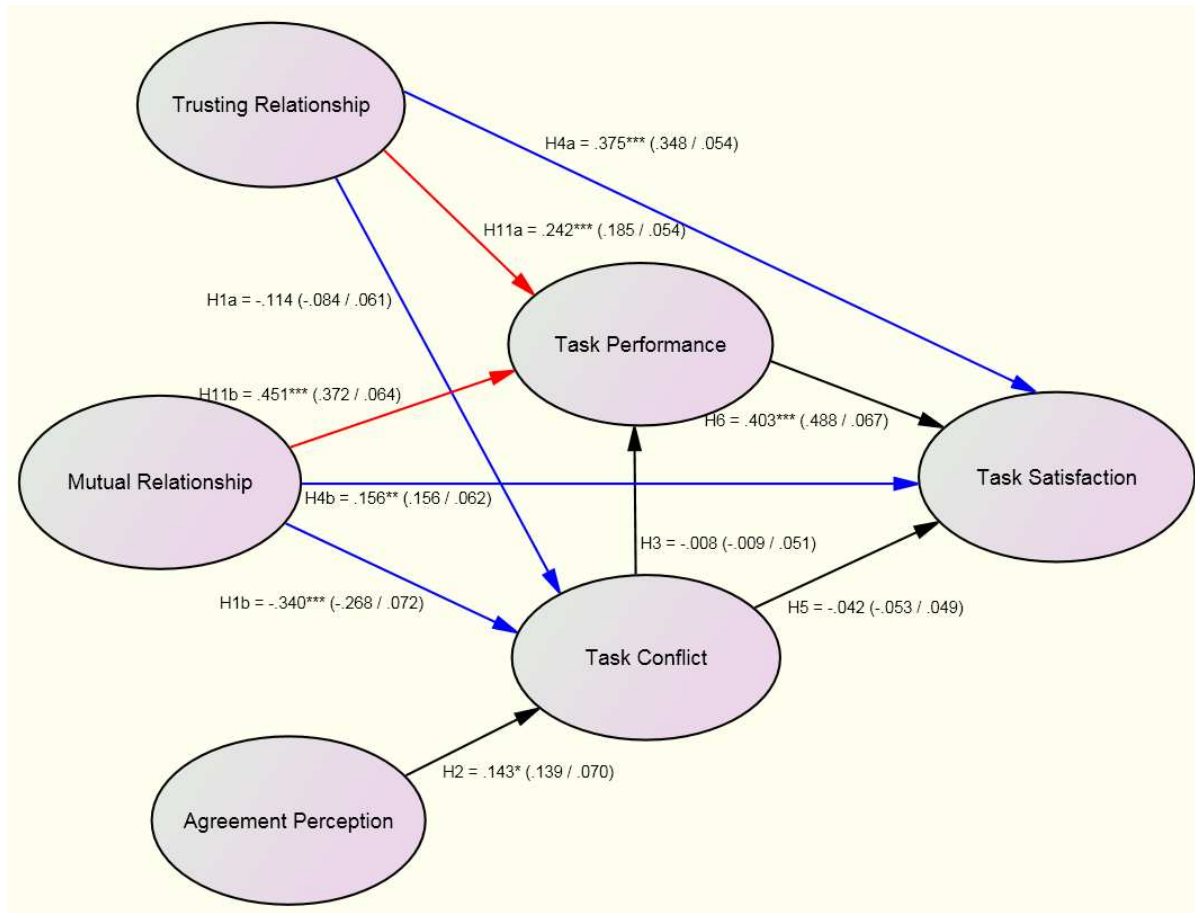 Trusting Relationship
H4a = .375*** (.348 / .054)
H11a = .242*** (.185 / .054)
H1a = -.114 (-.084 / .061)
Task Performance
H11b = .451*** (.372 / .064)
H6 = .403*** (.488 / .067)
Mutual Relationship
Task Satisfaction
H4b = .156** (.156 / .062)
H3 = -.008 (-.009 / .051)
H1b = -.340*** (-.268 / .072)
H5 = -.042 (-.053 / .049)
Task Conflict
H2 = .143* (.139 / .070)
Agreement Perception